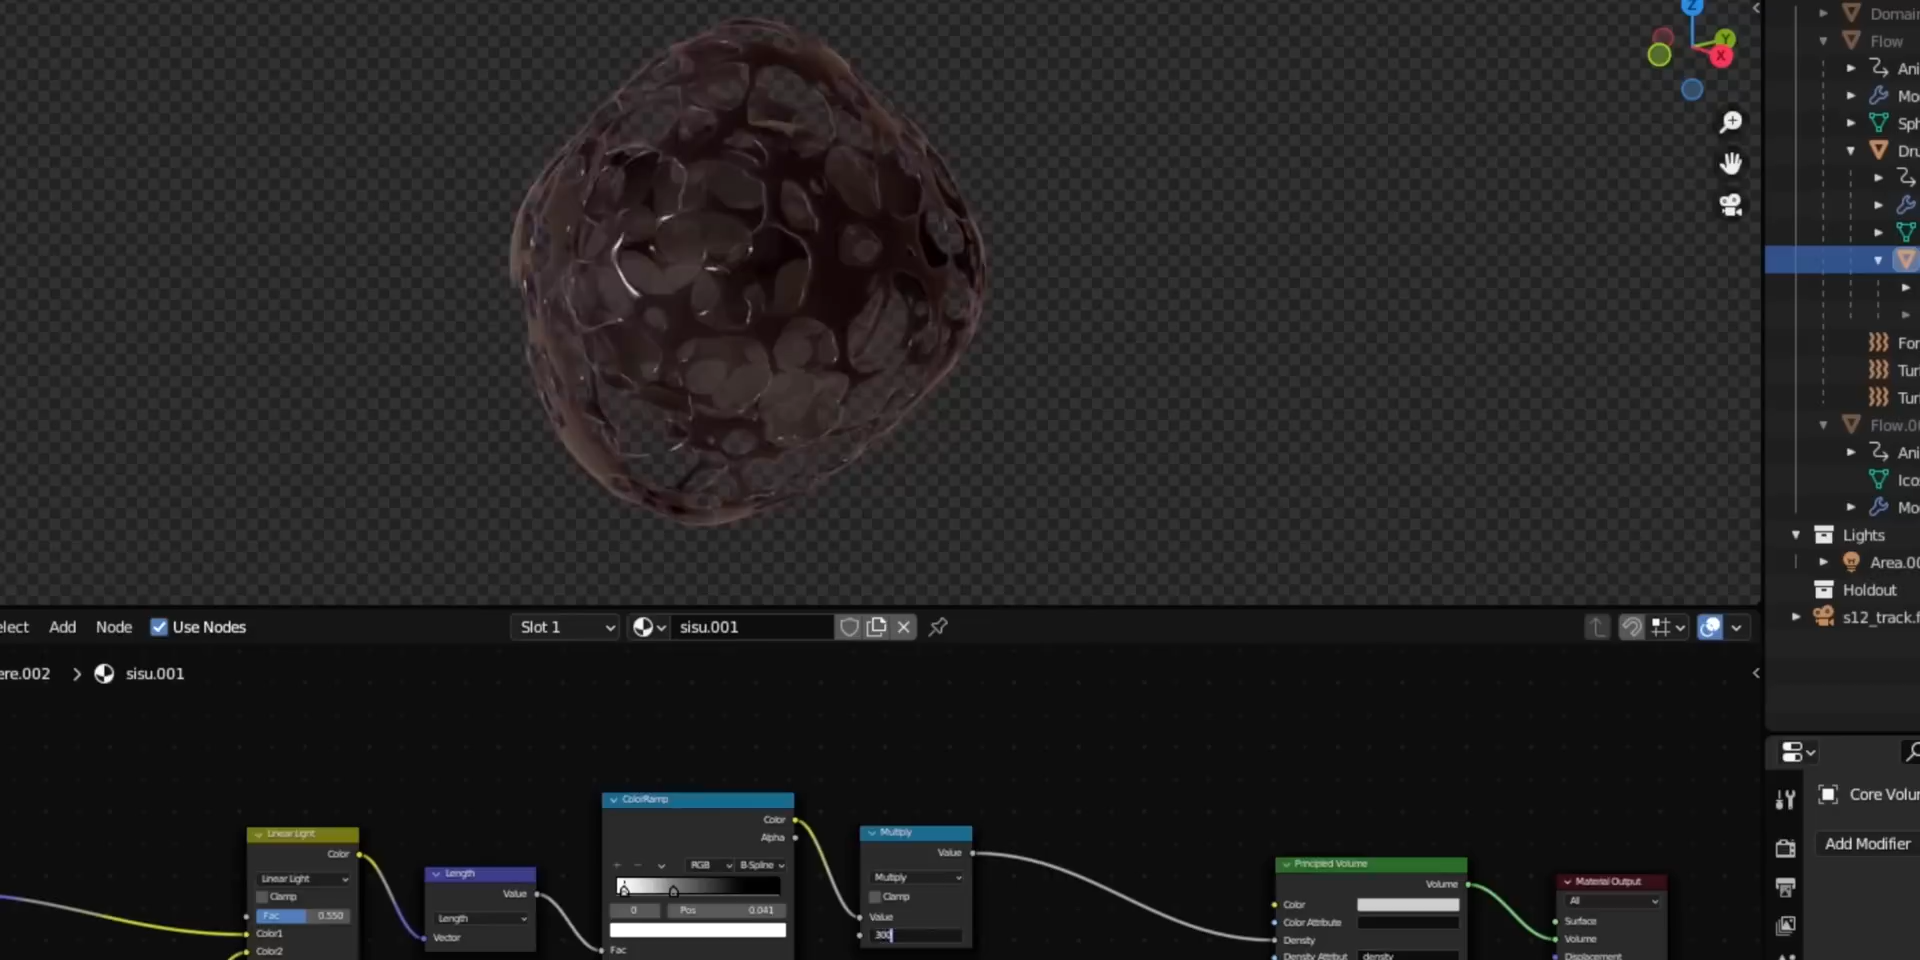 Z
Y
X
Domain
Flow
Ani
Mo
Sph
Dru
For
Tur
Tur
Flow.0
Ani
Ico
Mo
Lights
Area.00
Holdout
s12_track.f
elect Add Node Use Nodes Slot 1 sisu.001
ere.002 > sisu.001
Core Volu
Add Modifier
Linear Light
Color
Linear Light
Clamp
Fac 0.550
Color1
Color2
Length
Value
Length
Vector
ColorRamp
Color
Alpha
+ − RGB B-Spline
0 Pos 0.041
Fac
Multiply
Value
Multiply
Clamp
Value
300
Principled Volume
Volume
Color
Color Attribute
Density
Density Attribut density
Material Output
All
Surface
Volume
Displacement